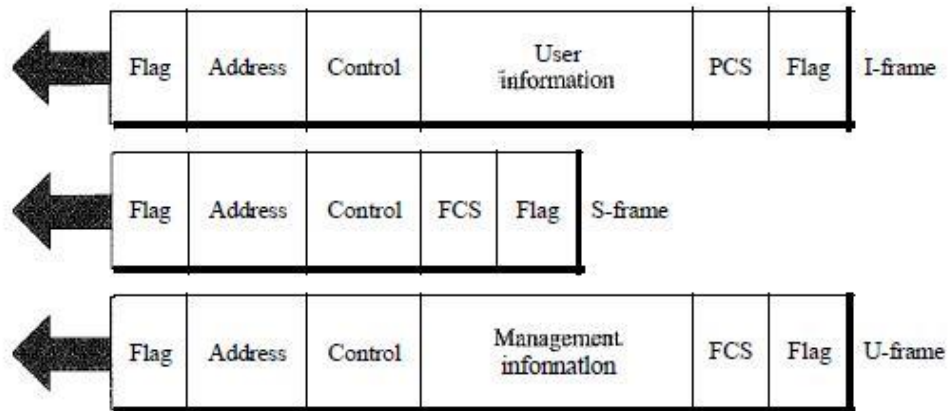 Flag Address Control User information PCS Flag I-frame
Flag Address Control FCS Flag S-frame
Flag Address Control Management infonnatlon FCS Flag U-frame